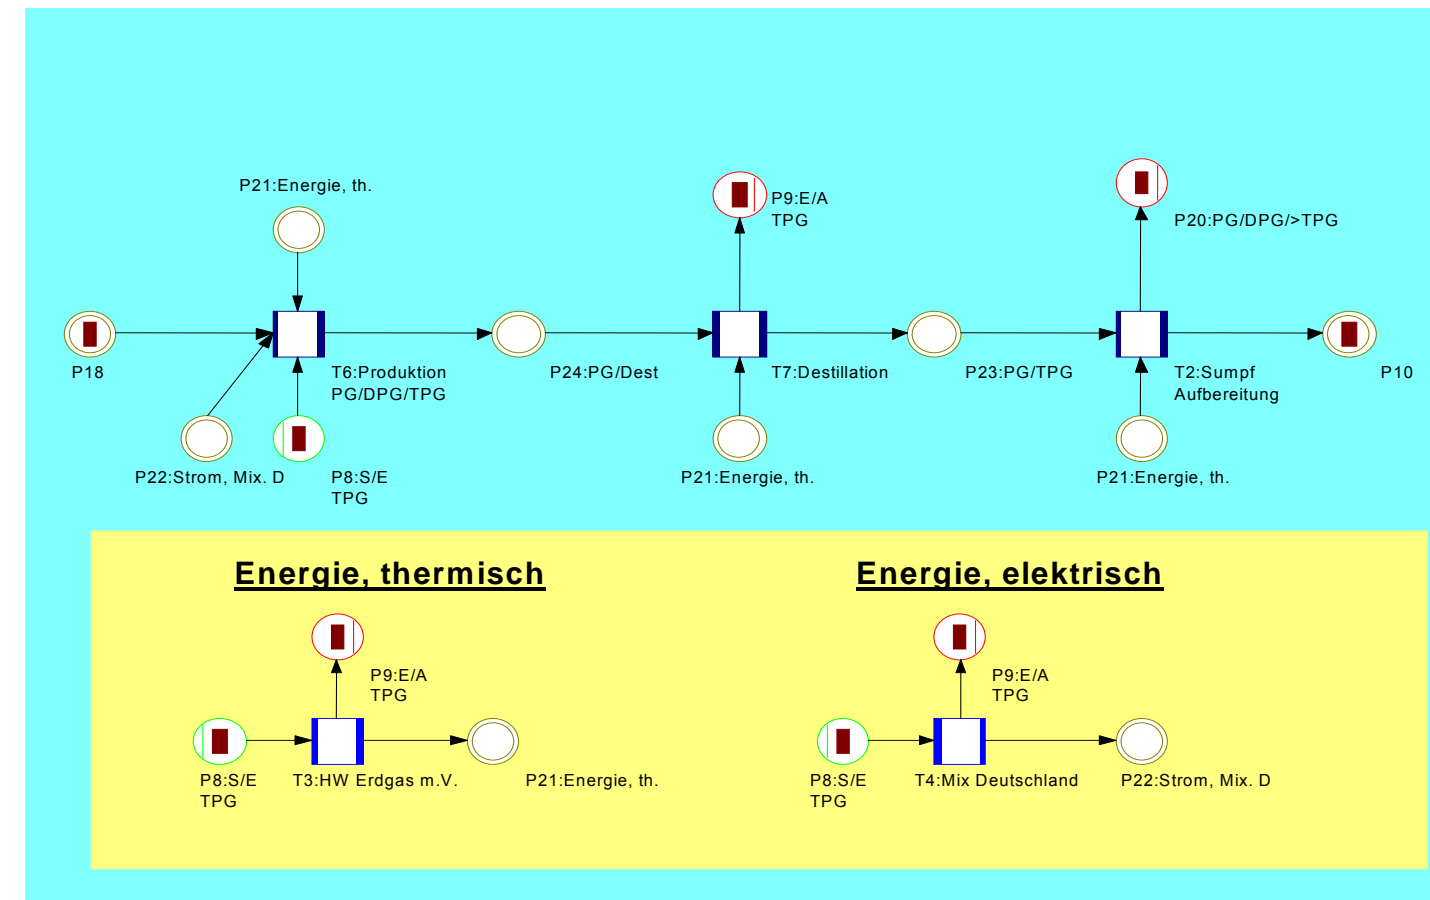 P21:Energie, th.
P9:E/A
TPG
P20:PG/DPG/>TPG
P18
T6:Produktion
PG/DPG/TPG
P24:PG/Dest
T7:Destillation
P23:PG/TPG
T2:Sumpf
Aufbereitung
P10
P22:Strom, Mix. D
P8:S/E
TPG
P21:Energie, th.
P21:Energie, th.
Energie, thermisch
Energie, elektrisch
P9:E/A
TPG
P9:E/A
TPG
P8:S/E
TPG
T3:HW Erdgas m.V.
P21:Energie, th.
P8:S/E
TPG
T4:Mix Deutschland
P22:Strom, Mix. D